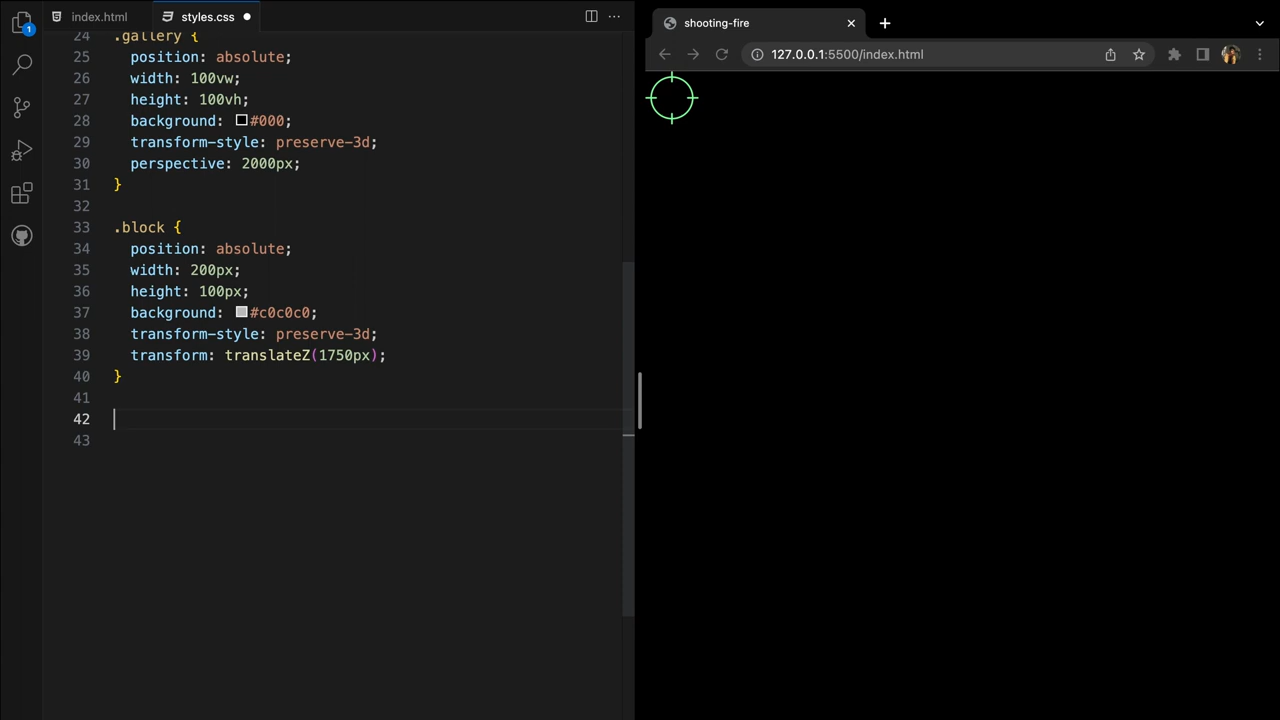 index.html
styles.css
1
24 .gallery {
25 position: absolute;
26 width: 100vw;
27 height: 100vh;
28 background: #000;
29 transform-style: preserve-3d;
30 perspective: 2000px;
31 }
32
33 .block {
34 position: absolute;
35 width: 200px;
36 height: 100px;
37 background: #c0c0c0;
38 transform-style: preserve-3d;
39 transform: translateZ(1750px);
40 }
41
42
43
shooting-fire
127.0.0.1:5500/index.html